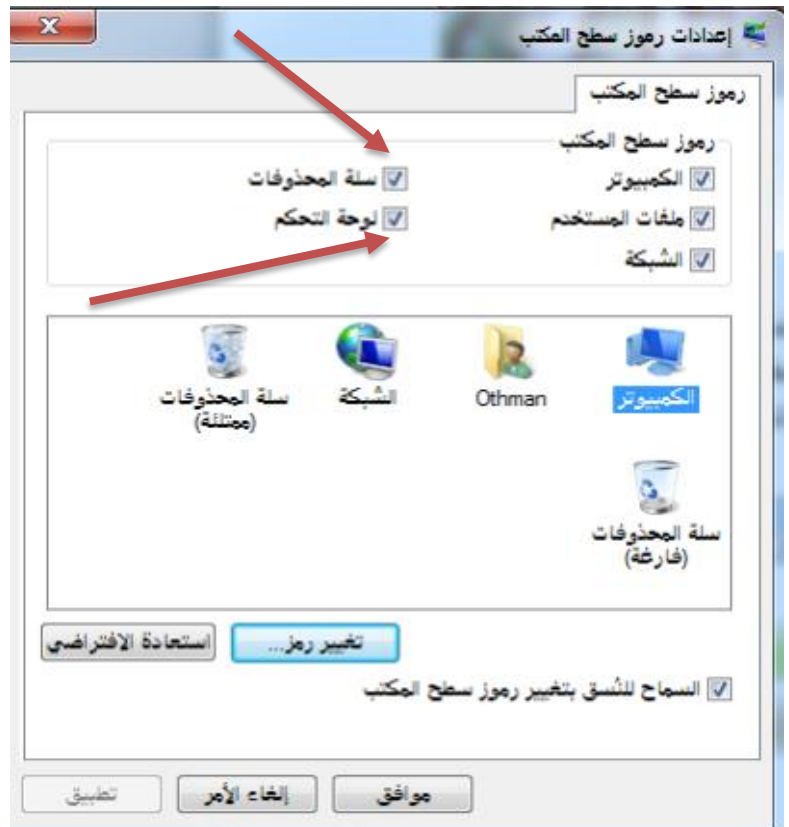 إعدادات رموز سطح المكتب
رموز سطح المكتب
رموز سطح المكتب
الكمبيوتر
سلة المحذوفات
ملفات المستخدم
لوحة التحكم
الشبكة
الكمبيوتر
Othman
الشبكة
سلة المحذوفات
(ممتلئة)
سلة المحذوفات
(فارغة)
تغيير رمز...
استعادة الافتراضي
السماح للنُسق بتغيير رموز سطح المكتب
موافق
إلغاء الأمر
تطبيق